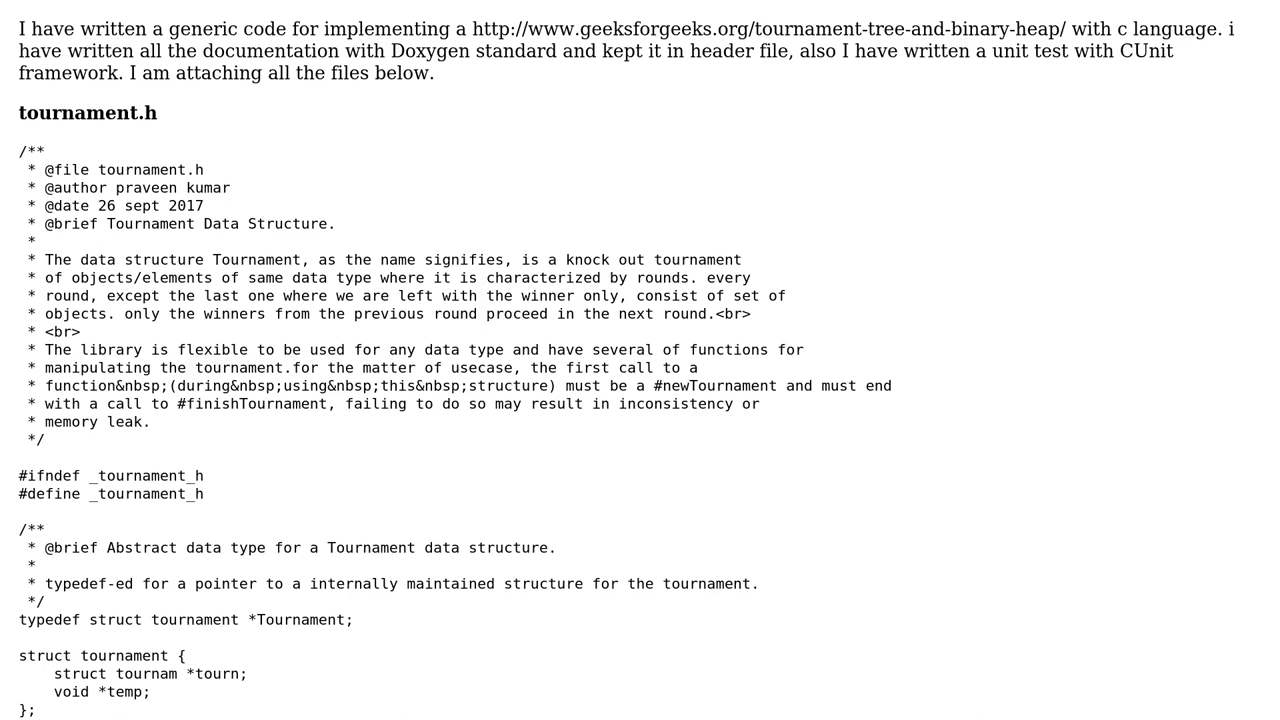 I have written a generic code for implementing a http://www.geeksforgeeks.org/tournament-tree-and-binary-heap/ with c language. i
have written all the documentation with Doxygen standard and kept it in header file, also I have written a unit test with CUnit
framework. I am attaching all the files below.
tournament.h
/**
 * @file tournament.h
 * @author praveen kumar
 * @date 26 sept 2017
 * @brief Tournament Data Structure.
 *
 * The data structure Tournament, as the name signifies, is a knock out tournament
 * of objects/elements of same data type where it is characterized by rounds. every
 * round, except the last one where we are left with the winner only, consist of set of
 * objects. only the winners from the previous round proceed in the next round.<br>
 * <br>
 * The library is flexible to be used for any data type and have several of functions for
 * manipulating the tournament.for the matter of usecase, the first call to a
 * function&nbsp;(during&nbsp;using&nbsp;this&nbsp;structure) must be a #newTournament and must end
 * with a call to #finishTournament, failing to do so may result in inconsistency or
 * memory leak.
 */
#ifndef _tournament_h
#define _tournament_h
/**
 * @brief Abstract data type for a Tournament data structure.
 *
 * typedef-ed for a pointer to a internally maintained structure for the tournament.
 */
typedef struct tournament *Tournament;
struct tournament {
    struct tournam *tourn;
    void *temp;
};